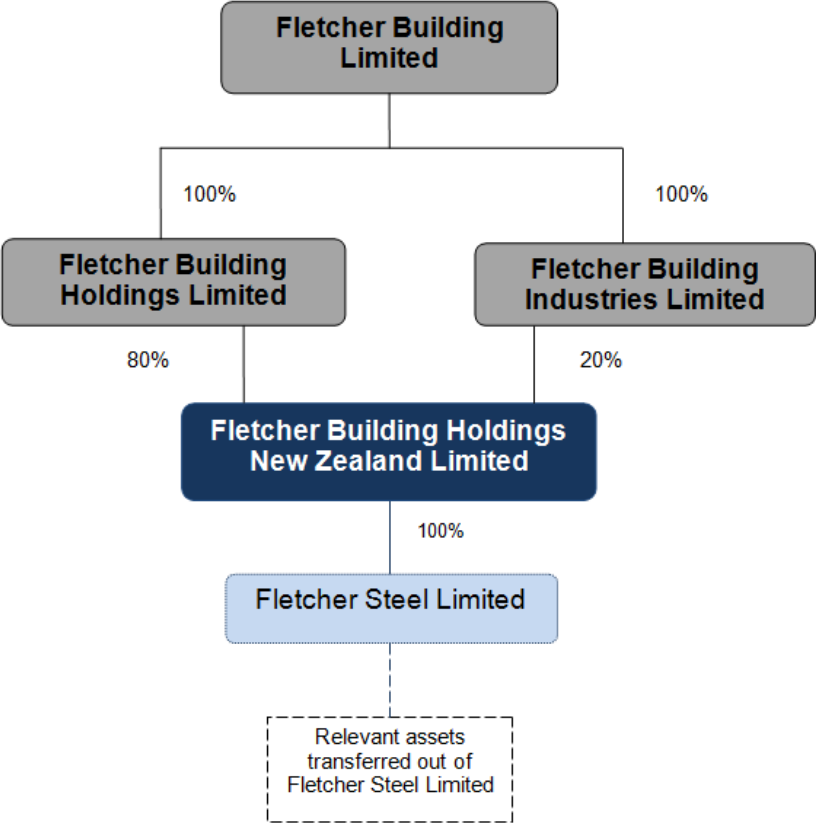 Fletcher Building
Limited
100%
100%
Fletcher Building
Holdings Limited
Fletcher Building
Industries Limited
80%
20%
Fletcher Building Holdings
New Zealand Limited
100%
Fletcher Steel Limited
Relevant assets
transferred out of
Fletcher Steel Limited